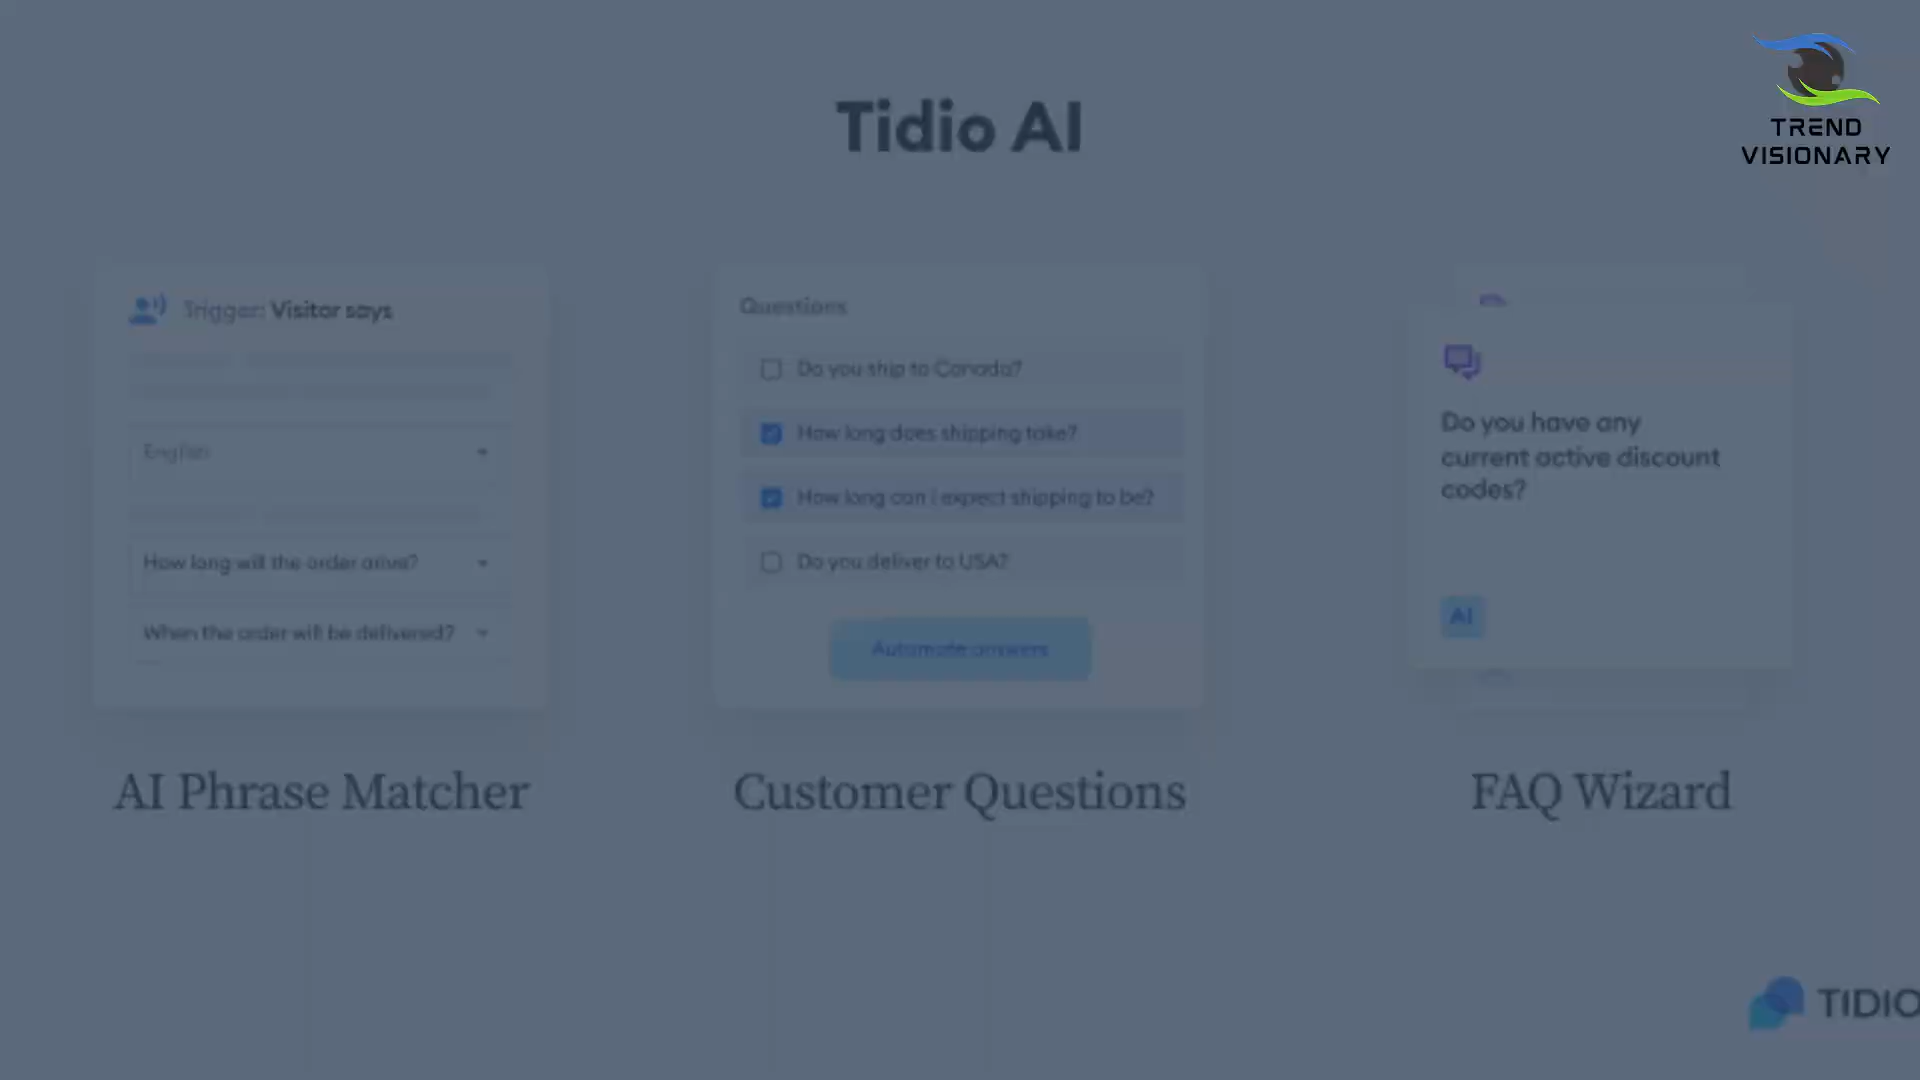 TREND
VISIONARY
Tidio AI
Trigger: Visitor says
English
How long will the order arive?
When the order will be delivered?
AI Phrase Matcher
Questions
Do you ship to Canada?
How long does shipping take?
How long can i expect shipping to be?
Do you deliver to USA?
Automate answers
Customer Questions
Do you have any
current active discount
codes?
AI
FAQ Wizard
TIDIO